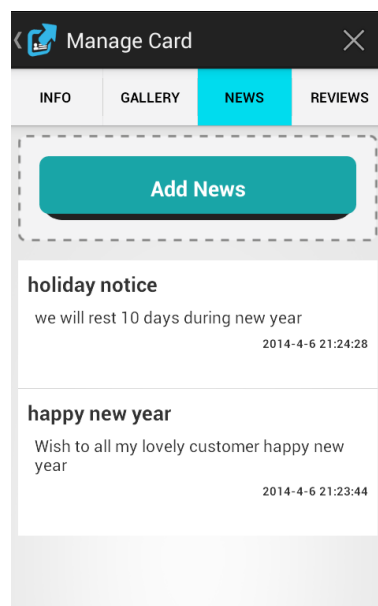 Manage Card
INFO GALLERY NEWS REVIEWS
Add News
holiday notice
we will rest 10 days during new year
2014-4-6 21:24:28
happy new year
Wish to all my lovely customer happy new
year
2014-4-6 21:23:44